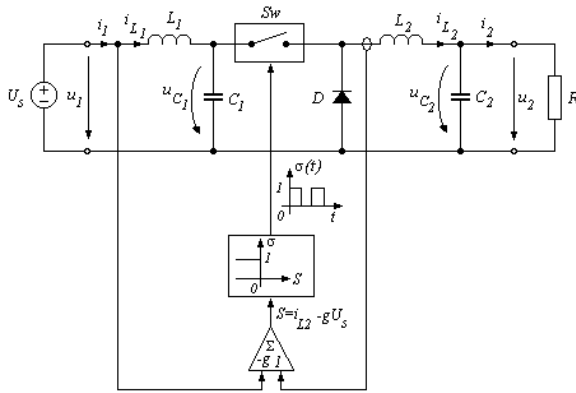 i1 iL1 L1 Sw L2 iL2 i2
Us u1 uC1 C1 D uC2 C2 u2 R
σ(t)
1
0 t
σ
1
S
0
S=iL2 -gUs
Σ
-g 1